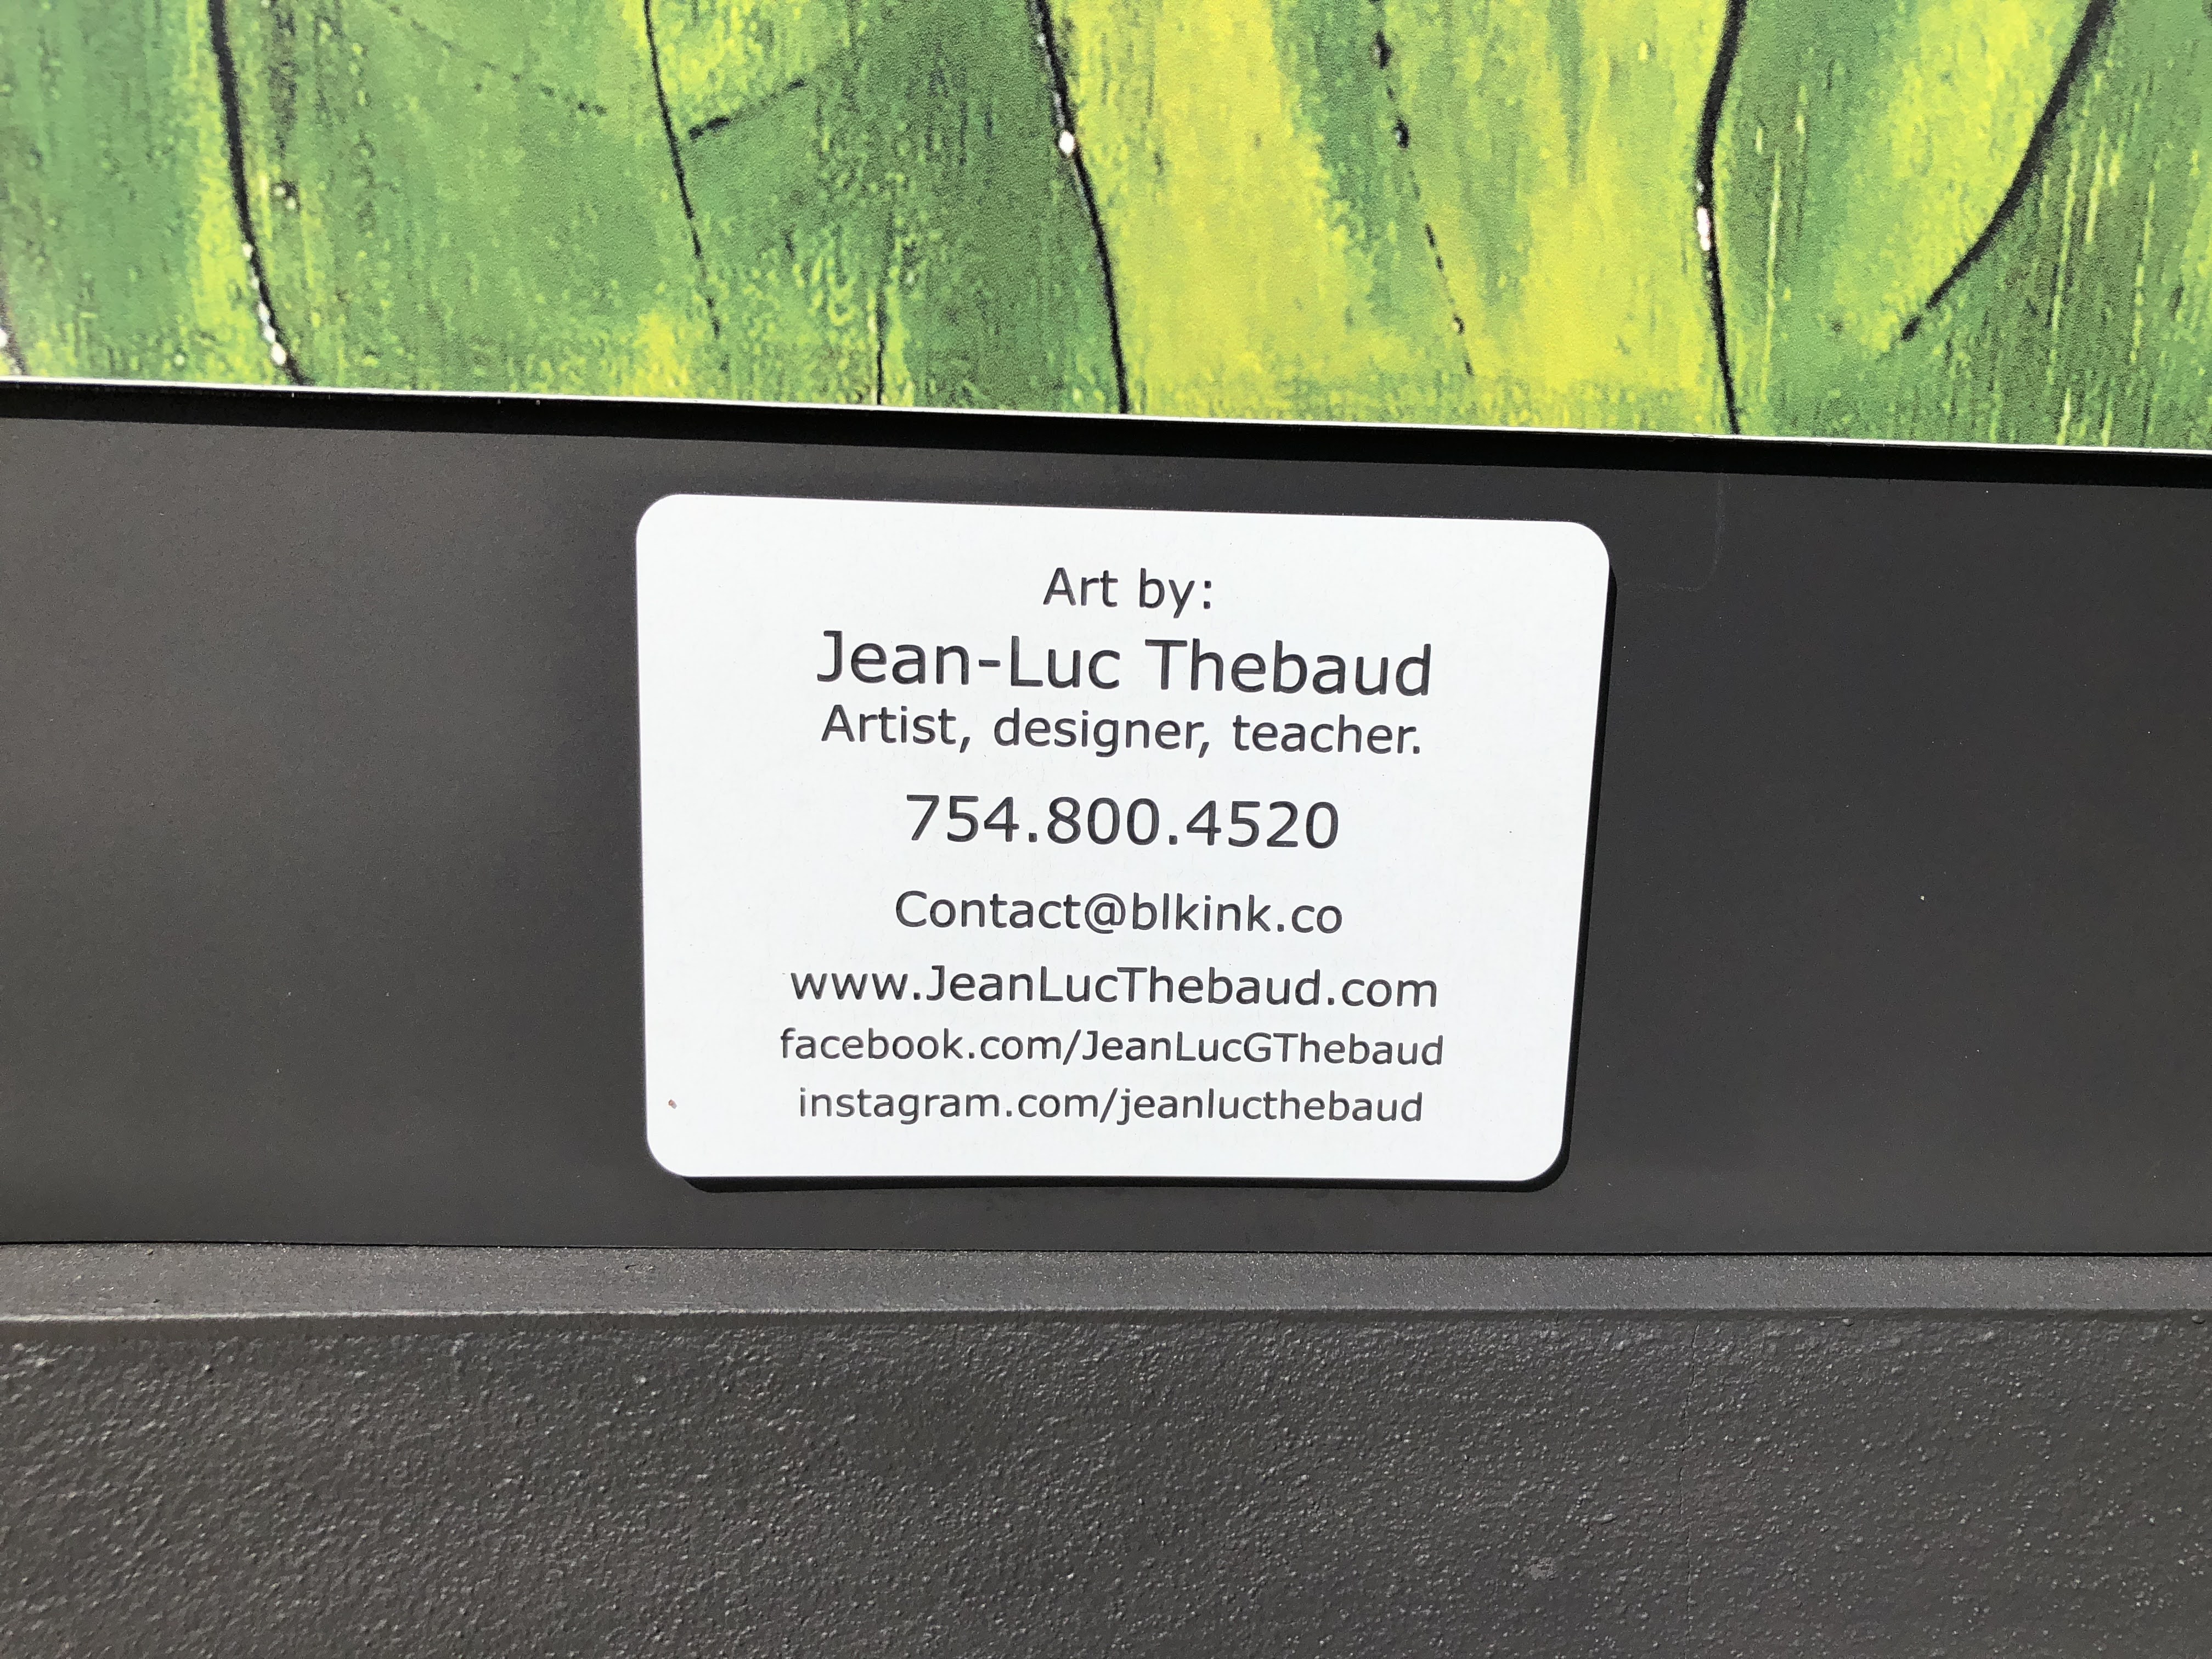 Art by:
Jean-Luc Thebaud
Artist, designer, teacher.
754.800.4520
Contact@blkink.co
www.JeanLucThebaud.com
facebook.com/JeanLucGThebaud
instagram.com/jeanlucthebaud